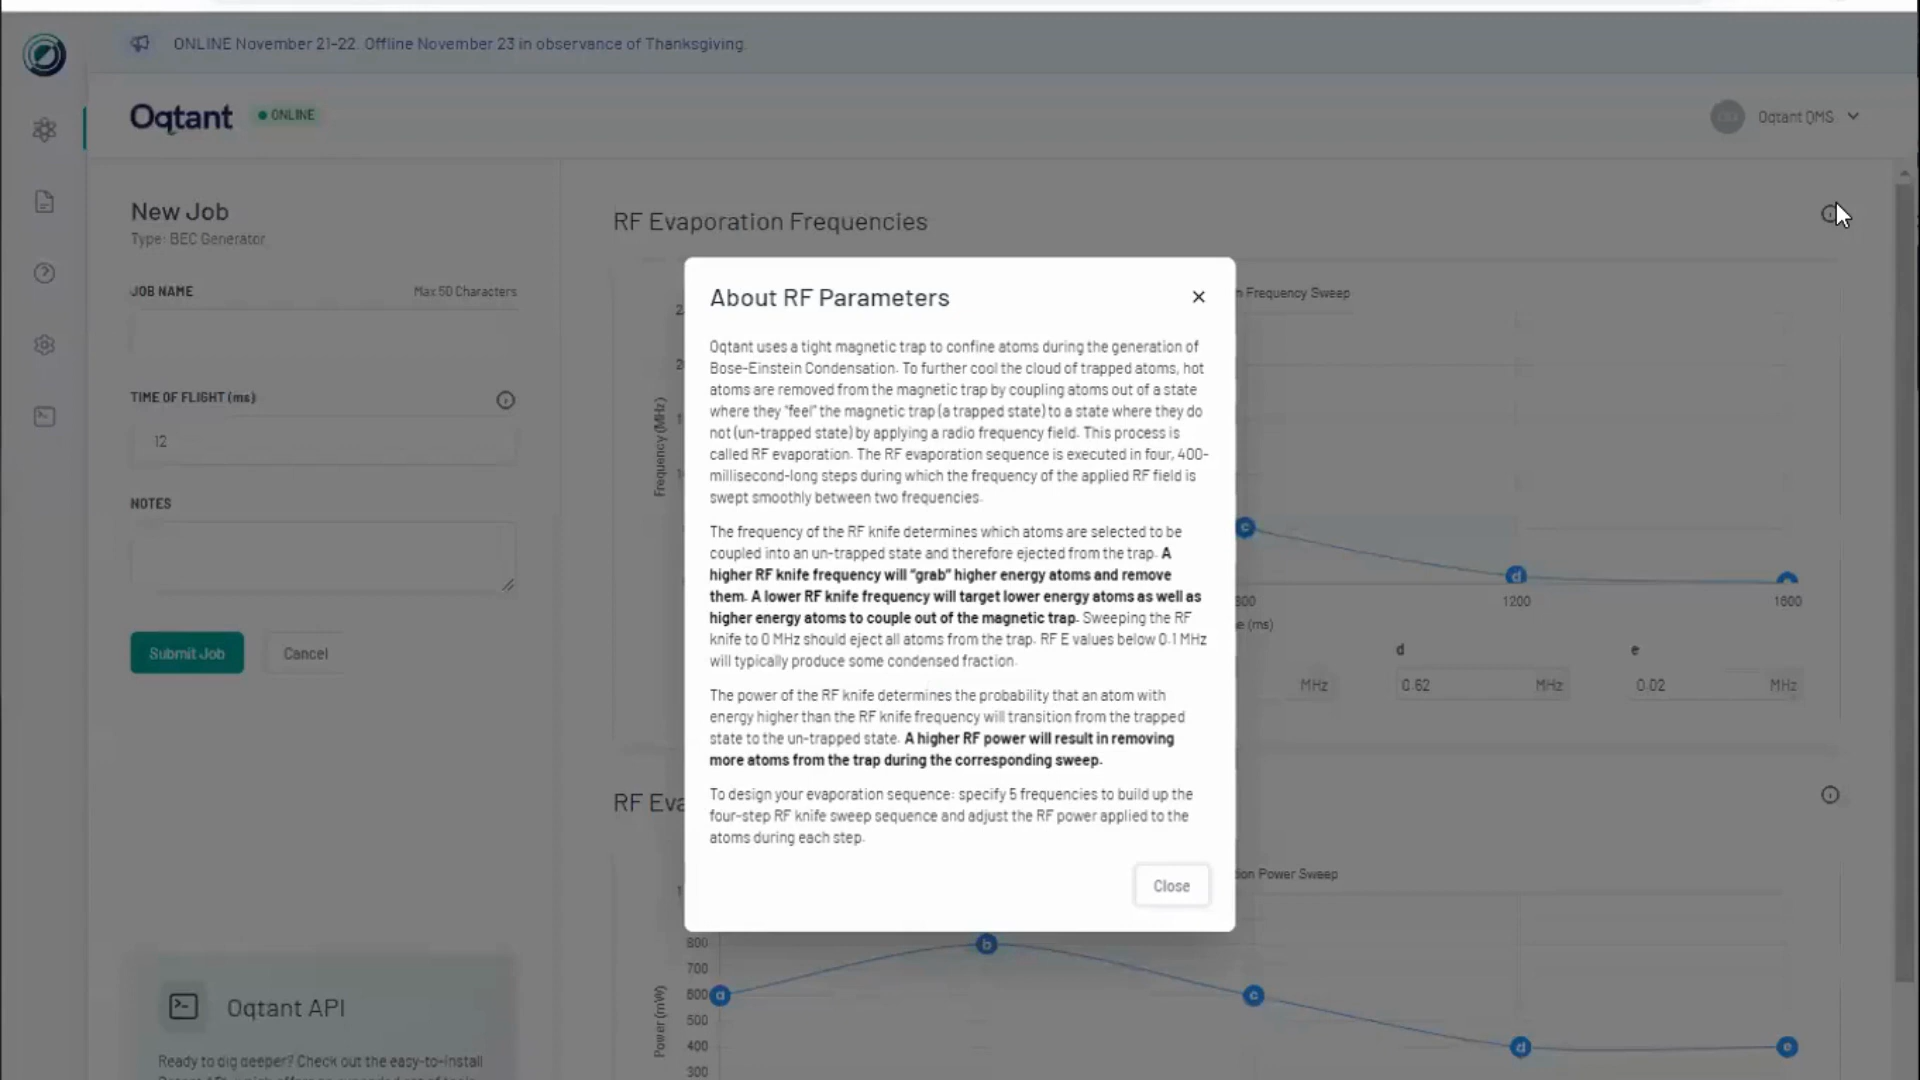 ONLINE November 21-22. Offline November 23 in observance of Thanksgiving.
Oqtant
ONLINE
Oqtant QMS
New Job
Type: BEC Generator
JOB NAME
Max 50 Characters
TIME OF FLIGHT (ms)
12
NOTES
Submit Job
Cancel
Oqtant API
Ready to dig deeper? Check out the easy-to-install
RF Evaporation Frequencies
Frequency Sweep
Frequency (MHz)
c
d
1200
1600
(ms)
MHz
d
0.62
MHz
e
0.02
MHz
About RF Parameters
Oqtant uses a tight magnetic trap to confine atoms during the generation of
Bose-Einstein Condensation. To further cool the cloud of trapped atoms, hot
atoms are removed from the magnetic trap by coupling atoms out of a state
where they "feel" the magnetic trap (a trapped state) to a state where they do
not (un-trapped state) by applying a radio frequency field. This process is
called RF evaporation. The RF evaporation sequence is executed in four, 400-
millisecond-long steps during which the frequency of the applied RF field is
swept smoothly between two frequencies.
The frequency of the RF knife determines which atoms are selected to be
coupled into an un-trapped state and therefore ejected from the trap. A
higher RF knife frequency will "grab" higher energy atoms and remove
them. A lower RF knife frequency will target lower energy atoms as well as
higher energy atoms to couple out of the magnetic trap. Sweeping the RF
knife to 0 MHz should eject all atoms from the trap. RF E values below 0.1 MHz
will typically produce some condensed fraction.
The power of the RF knife determines the probability that an atom with
energy higher than the RF knife frequency will transition from the trapped
state to the un-trapped state. A higher RF power will result in removing
more atoms from the trap during the corresponding sweep.
To design your evaporation sequence: specify 5 frequencies to build up the
four-step RF knife sweep sequence and adjust the RF power applied to the
atoms during each step.
Close
RF Eva
Power Sweep
Power (mW)
800
700
600
500
400
300
a
b
c
d
e